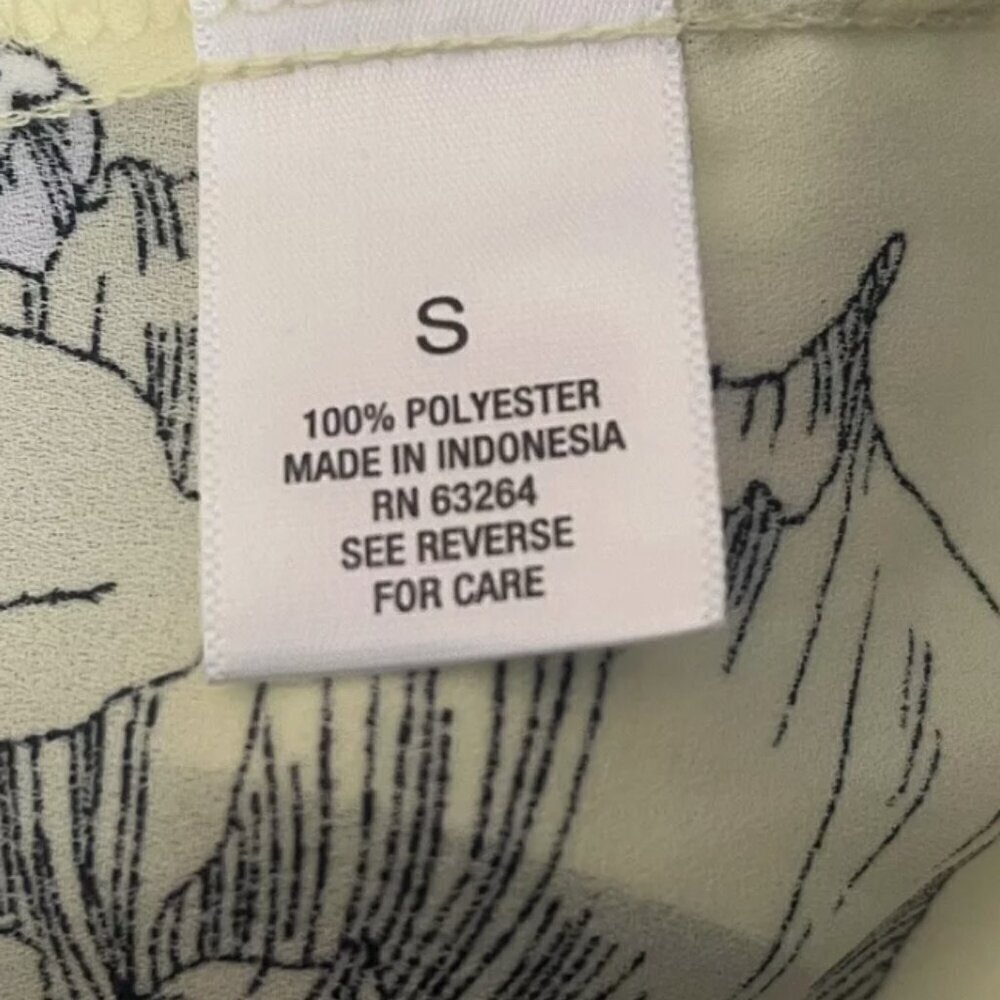 S
100% POLYESTER
MADE IN INDONESIA
RN 63264
SEE REVERSE
FOR CARE